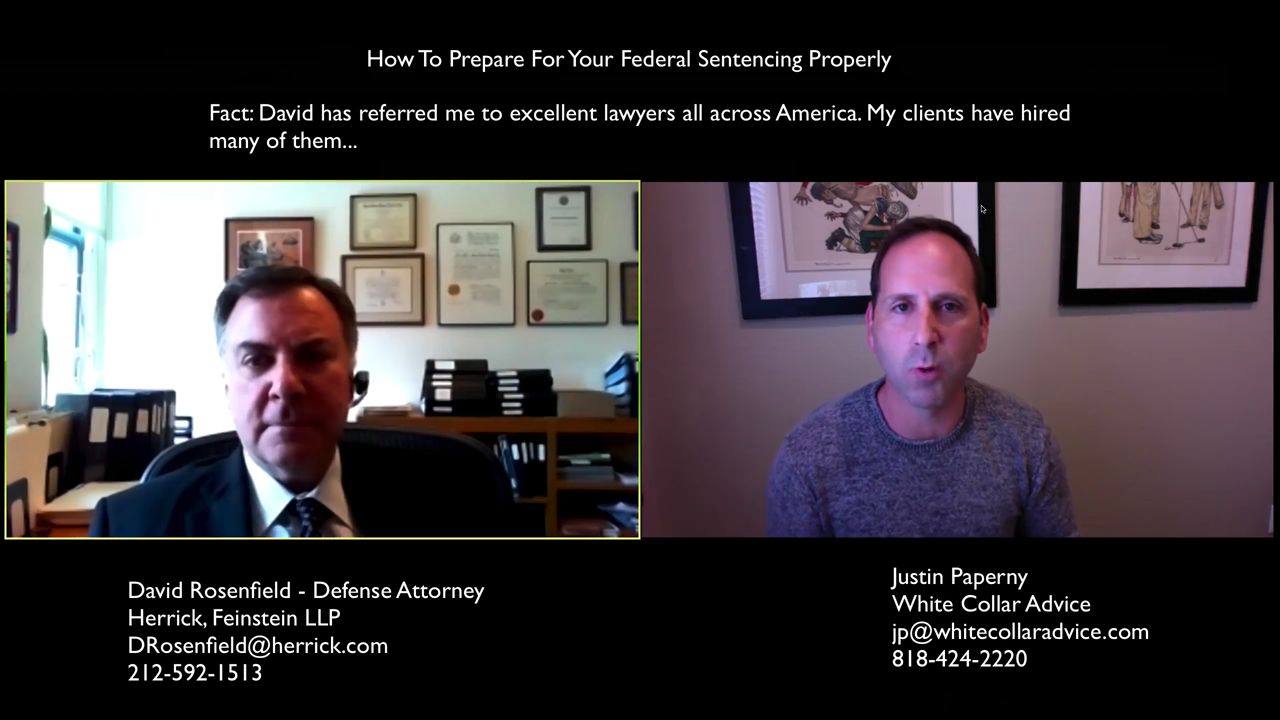 How To Prepare For Your Federal Sentencing Properly
Fact: David has referred me to excellent lawyers all across America. My clients have hired
many of them...
David Rosenfield - Defense Attorney
Herrick, Feinstein LLP
DRosenfield@herrick.com
212-592-1513
Justin Paperny
White Collar Advice
jp@whitecollaradvice.com
818-424-2220